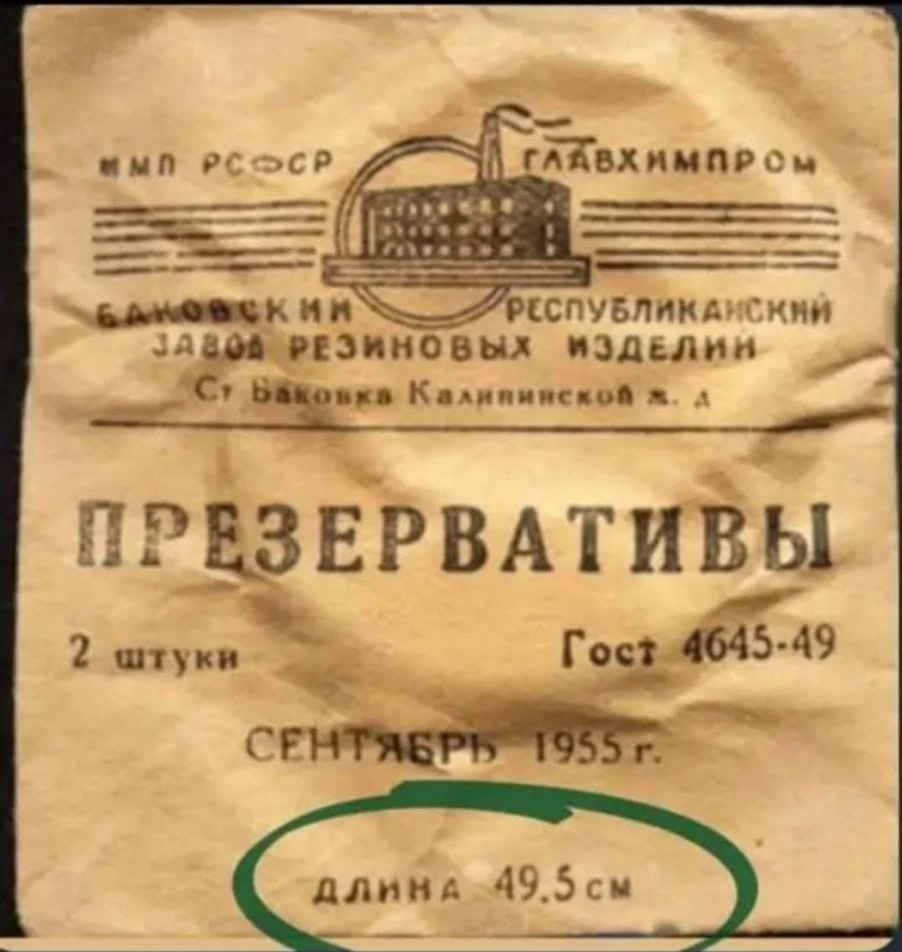 ММП РСФСР ГЛАВХИМПРОМ
БАКОВСКИЙ РЕСПУБЛИКАНСКИЙ
ЗАВОД РЕЗИНОВЫХ ИЗДЕЛИЙ
Ст Баковка Калининской ж. д
ПРЕЗЕРВАТИВЫ
2 штуки Гост 4645-49
СЕНТЯБРЬ 1955 г.
ДЛИНА 49.5 см